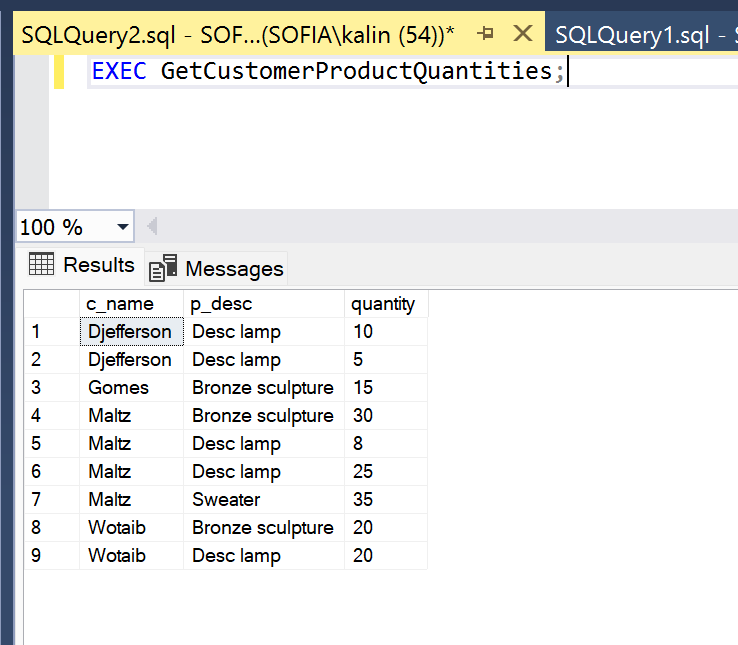 SQLQuery2.sql - SOF...(SOFIA\kalin (54))* SQLQuery1.sql -
EXEC GetCustomerProductQuantities;
100 %
Results Messages
c_name p_desc quantity
1 Djefferson Desc lamp 10
2 Djefferson Desc lamp 5
3 Gomes Bronze sculpture 15
4 Maltz Bronze sculpture 30
5 Maltz Desc lamp 8
6 Maltz Desc lamp 25
7 Maltz Sweater 35
8 Wotaib Bronze sculpture 20
9 Wotaib Desc lamp 20